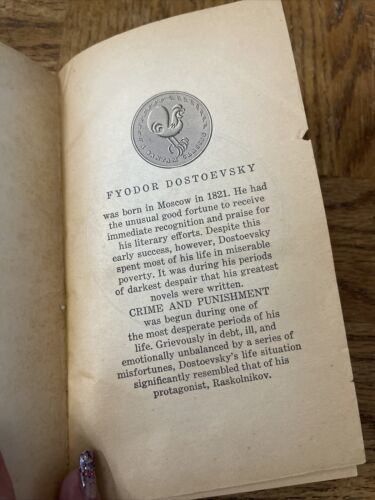 A BANTAM CLASSIC
FYODOR DOSTOEVSKY
was born in Moscow in 1821. He had
the unusual good fortune to receive
immediate recognition and praise for
his literary efforts. Despite this
early success, however, Dostoevsky
spent most of his life in miserable
poverty. It was during his periods
of darkest despair that his greatest
novels were written.
CRIME AND PUNISHMENT
was begun during one of
the most desperate periods of his
life. Grievously in debt, ill, and
emotionally unbalanced by a series of
misfortunes, Dostoevsky's life situation
significantly resembled that of his
protagonist, Raskolnikov.